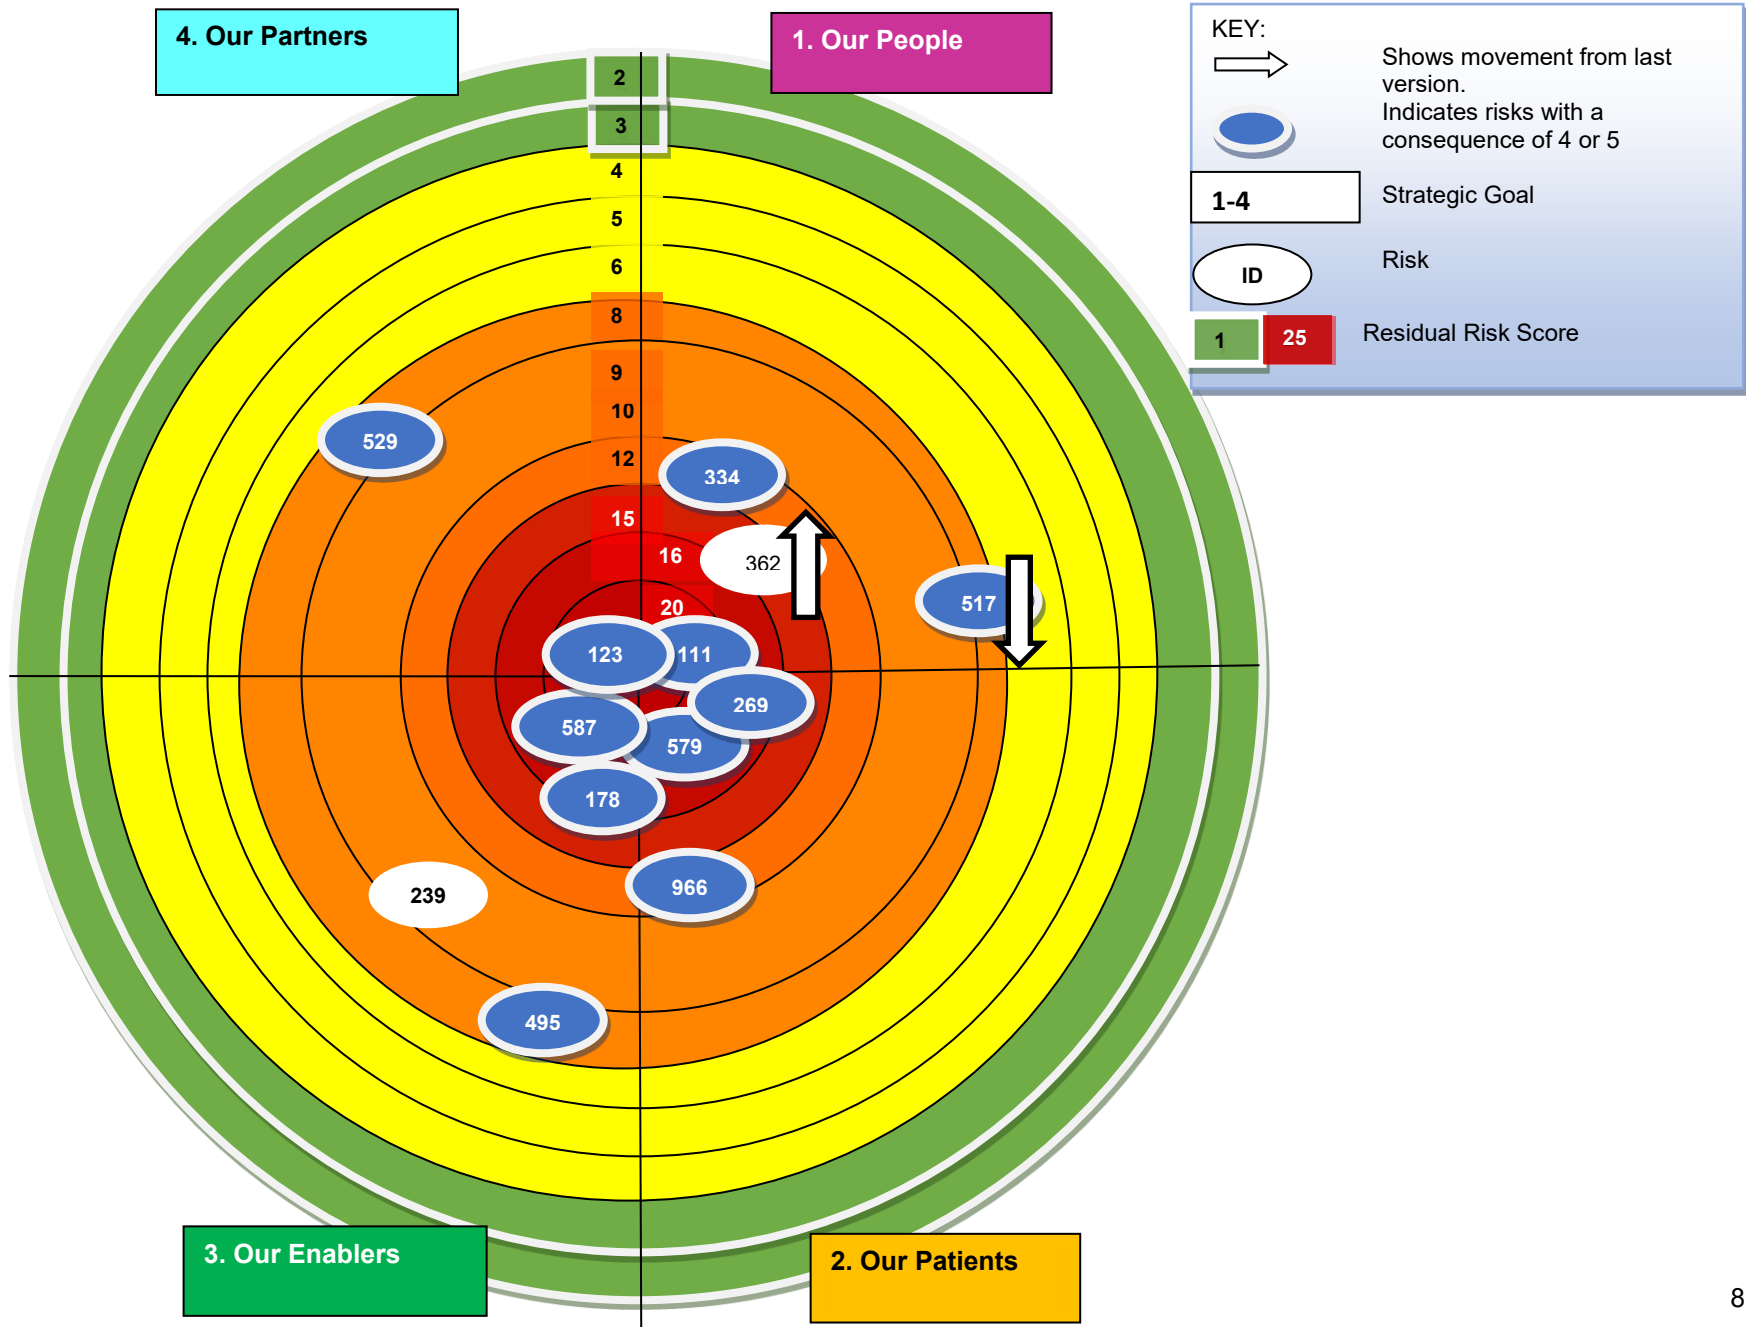 4. Our Partners
1. Our People
KEY:
Shows movement from last
version.
Indicates risks with a
consequence of 4 or 5
1-4
Strategic Goal
ID
Risk
1
25
Residual Risk Score
2
3
4
5
6
8
9
10
12
15
16
20
529
334
362
517
123
111
269
587
579
178
966
239
495
3. Our Enablers
2. Our Patients
8